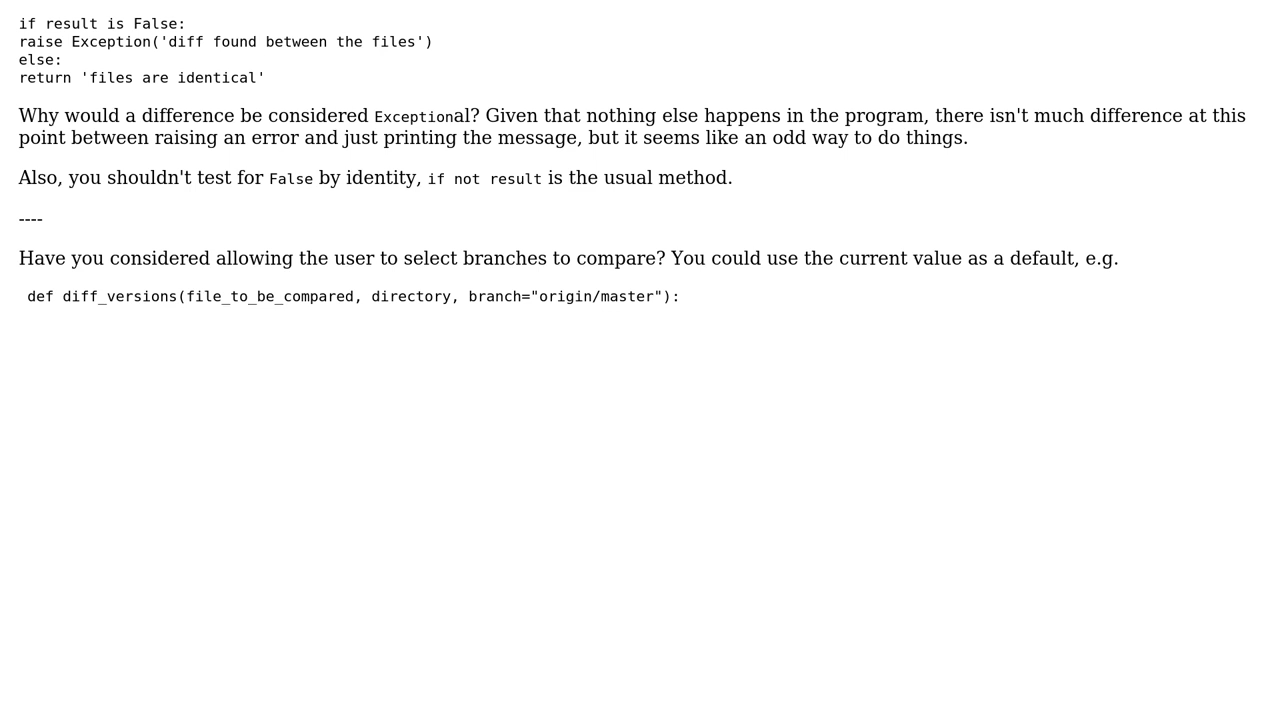 if result is False:
raise Exception('diff found between the files')
else:
return 'files are identical'
Why would a difference be considered Exceptional? Given that nothing else happens in the program, there isn't much difference at this
point between raising an error and just printing the message, but it seems like an odd way to do things.
Also, you shouldn't test for False by identity, if not result is the usual method.
----
Have you considered allowing the user to select branches to compare? You could use the current value as a default, e.g.
def diff_versions(file_to_be_compared, directory, branch="origin/master"):